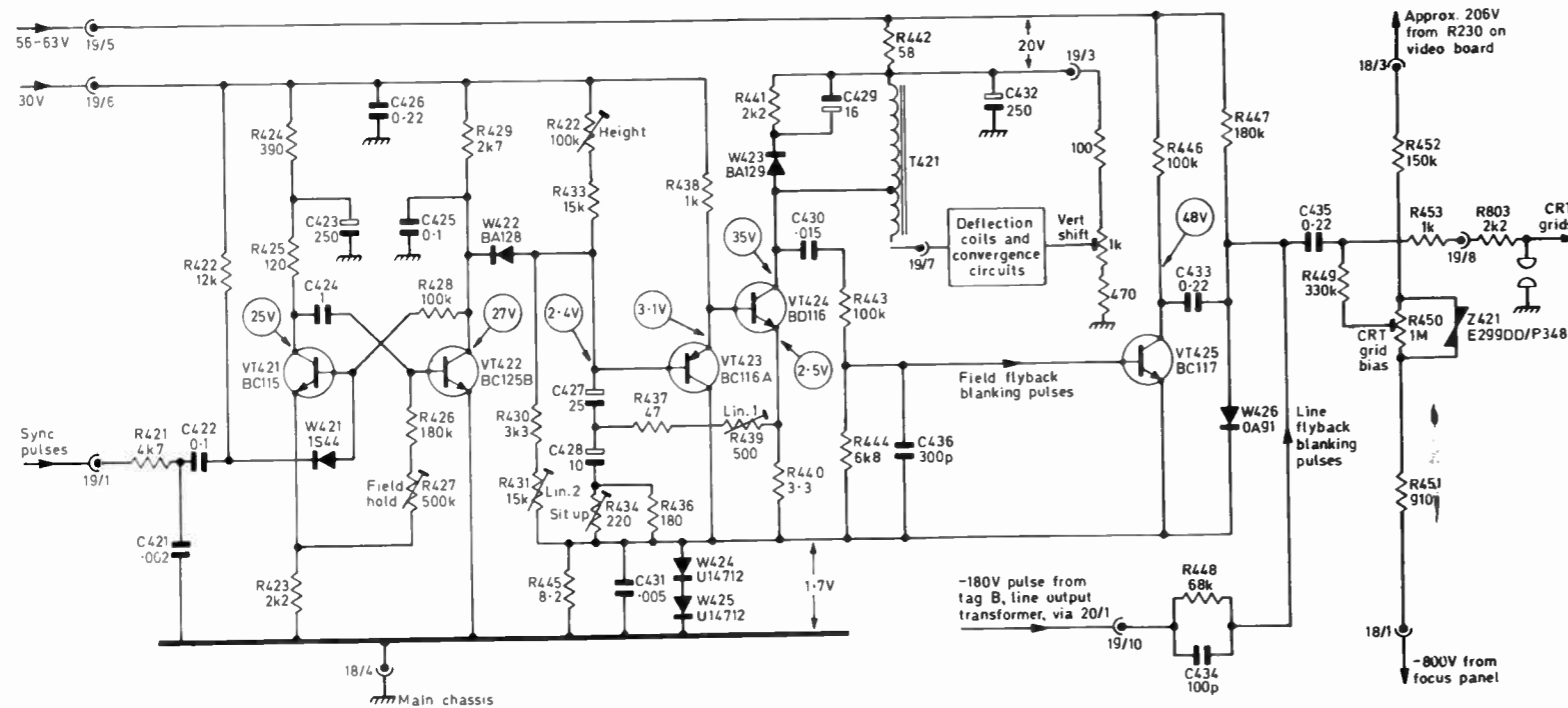 56-63V
19/5
30V
19/6
R442
58
20V
19/3
Approx. 206V
from R230 on
video board
18/3
R424
390
C426
0·22
R429
2k7
R422
100k
Height
R441
2k2
C429
16
C432
250
R447
180k
W423
BA129
T421
100
R446
100k
R452
150k
R433
15k
R438
1k
C423
250
C425
0·1
W422
BA128
C430
·015
Deflection
coils and
convergence
circuits
Vert
shift
1k
48V
C435
0·22
R453
1k
R803
2k2
CRT
grids
19/8
R425
120
R422
12k
35V
19/7
C424
1
R428
100k
R449
330k
25V
27V
2·4V
3·1V
VT424
BD116
R443
100k
470
C433
0·22
R450
1M
Z421
E299DD/P348
CRT
grid
bias
VT421
BC115
VT422
BC125B
VT423
BC116A
2·5V
VT425
BC117
Field flyback
blanking pulses
C427
25
R437
47
Lin.1
R439
500
R426
180k
R430
3k3
W426
0A91
Line
flyback
blanking
pulses
Sync
pulses
R421
4k7
C422
0·1
W421
1S44
19/1
C428
10
R444
6k8
C436
300p
Field
hold
R427
500k
R431
15k
Lin.2
Sit up
R434
220
R436
180
R440
3·3
R451
910
C421
·002
R423
2k2
R445
8·2
C431
·005
W424
U14712
W425
U14712
1·7V
-180V pulse from
tag B, line output
transformer, via 20/1
R448
68k
19/10
C434
100p
18/1
-800V from
focus panel
18/4
Main chassis